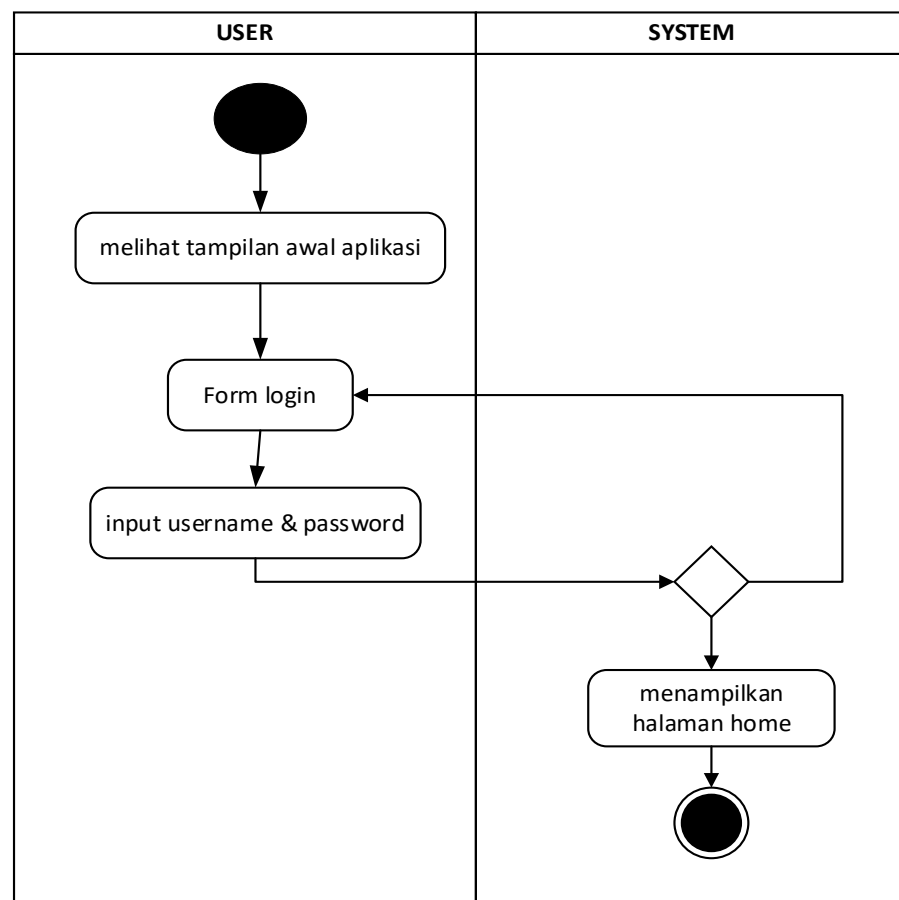 USER
SYSTEM
melihat tampilan awal aplikasi
Form login
input username & password
menampilkan
halaman home